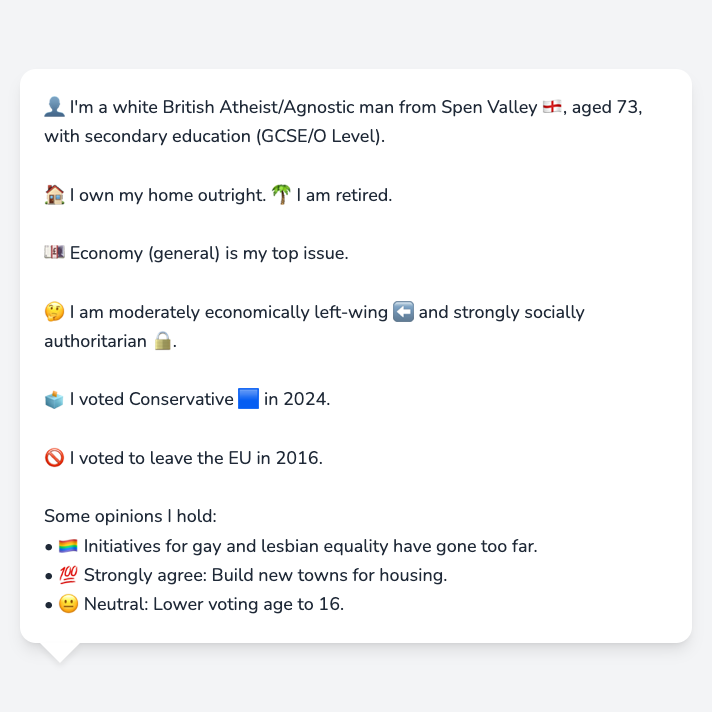 👤 I'm a white British Atheist/Agnostic man from Spen Valley 🏴󠁧󠁢󠁥󠁮󠁧󠁿, aged 73,
with secondary education (GCSE/O Level).
🏠 I own my home outright. 🌴 I am retired.
💷 Economy (general) is my top issue.
🤔 I am moderately economically left-wing ⬅️ and strongly socially
authoritarian 🔒.
🗳️ I voted Conservative 🟦 in 2024.
🚫 I voted to leave the EU in 2016.
Some opinions I hold:
• 🏳️‍🌈 Initiatives for gay and lesbian equality have gone too far.
• 💯 Strongly agree: Build new towns for housing.
• 😐 Neutral: Lower voting age to 16.